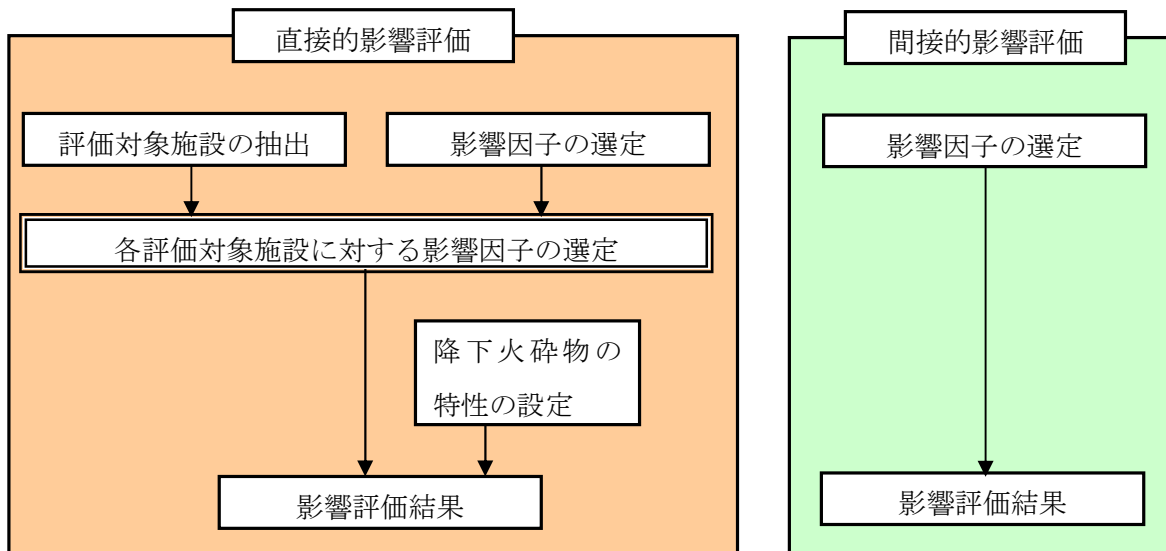 直接的影響評価
評価対象施設の抽出
影響因子の選定
各評価対象施設に対する影響因子の選定
降下火砕物の
特性の設定
影響評価結果
間接的影響評価
影響因子の選定
影響評価結果